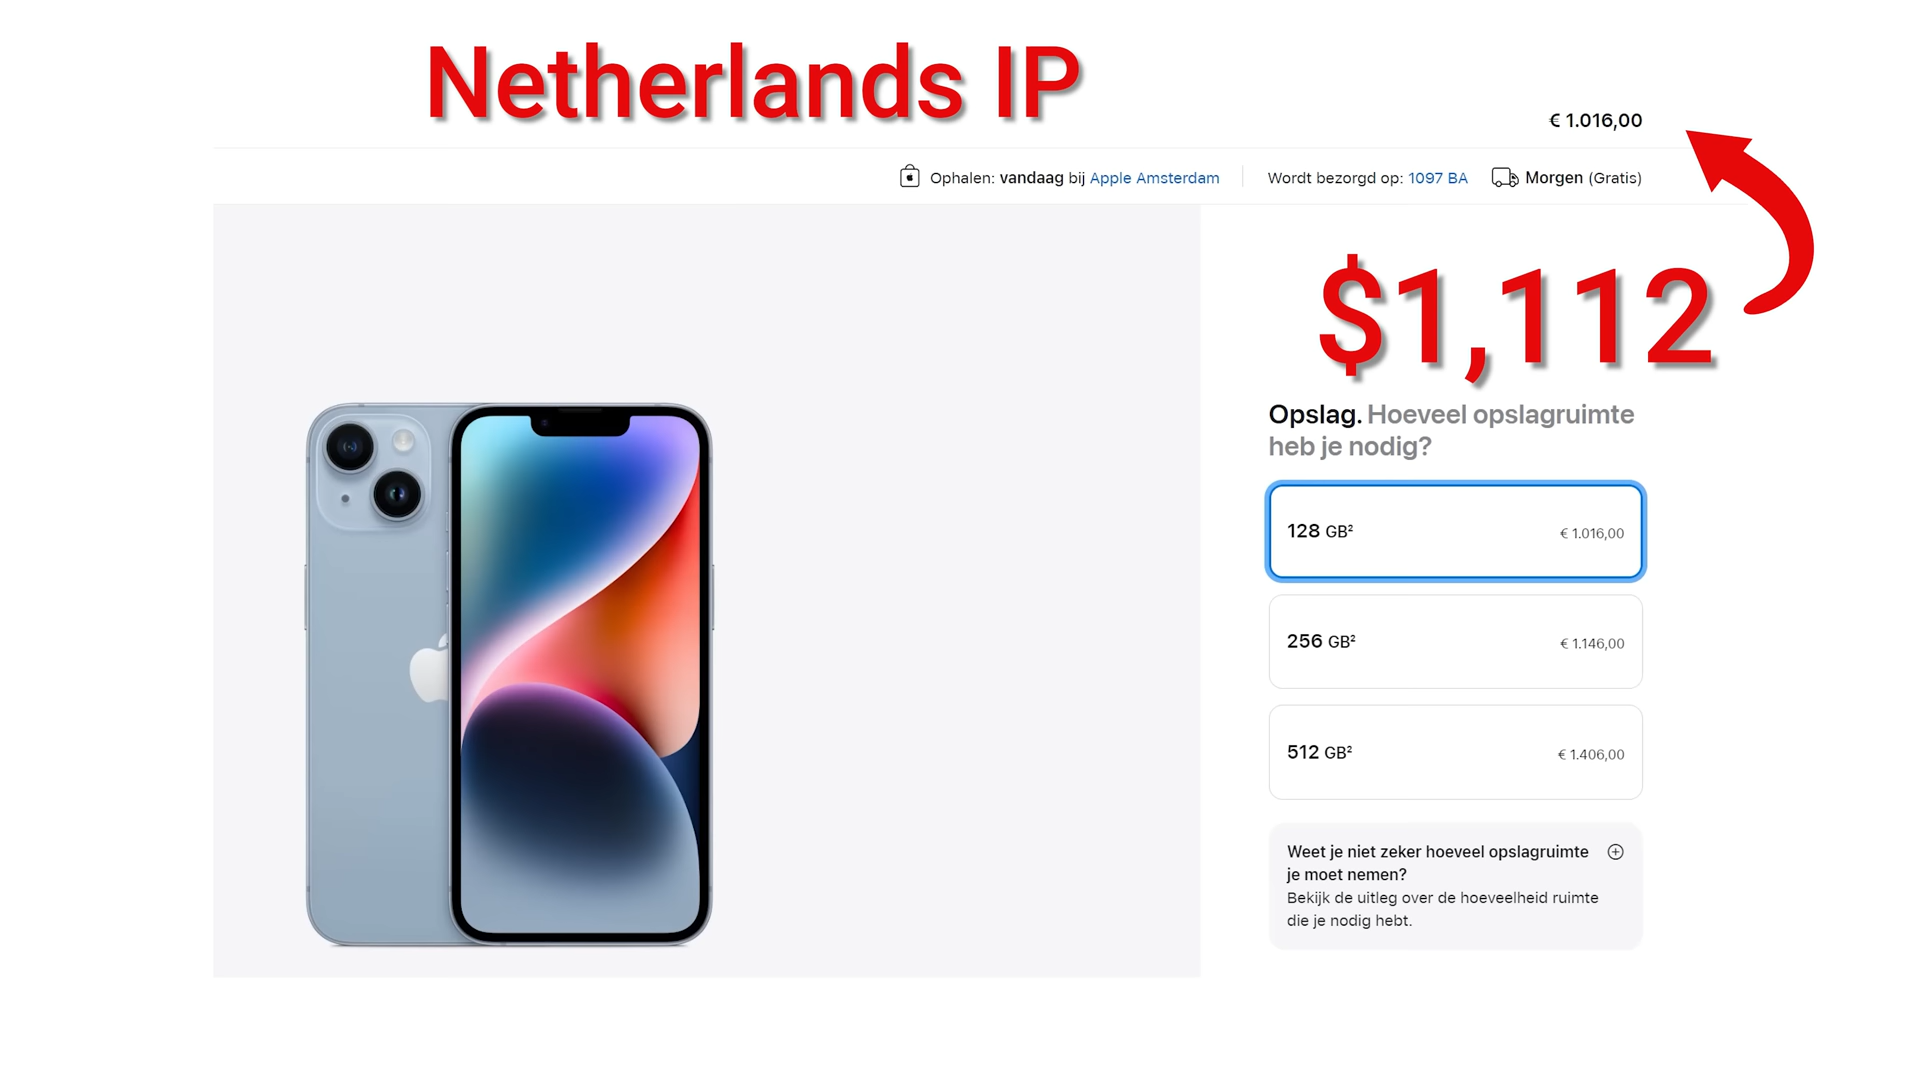 Netherlands IP
€ 1.016,00
Ophalen: vandaag bij Apple Amsterdam
Wordt bezorgd op: 1097 BA
Morgen (Gratis)
$1,112
Opslag. Hoeveel opslagruimte
heb je nodig?
128 GB²
€ 1.016,00
256 GB²
€ 1.146,00
512 GB²
€ 1.406,00
Weet je niet zeker hoeveel opslagruimte
je moet nemen?
Bekijk de uitleg over de hoeveelheid ruimte
die je nodig hebt.